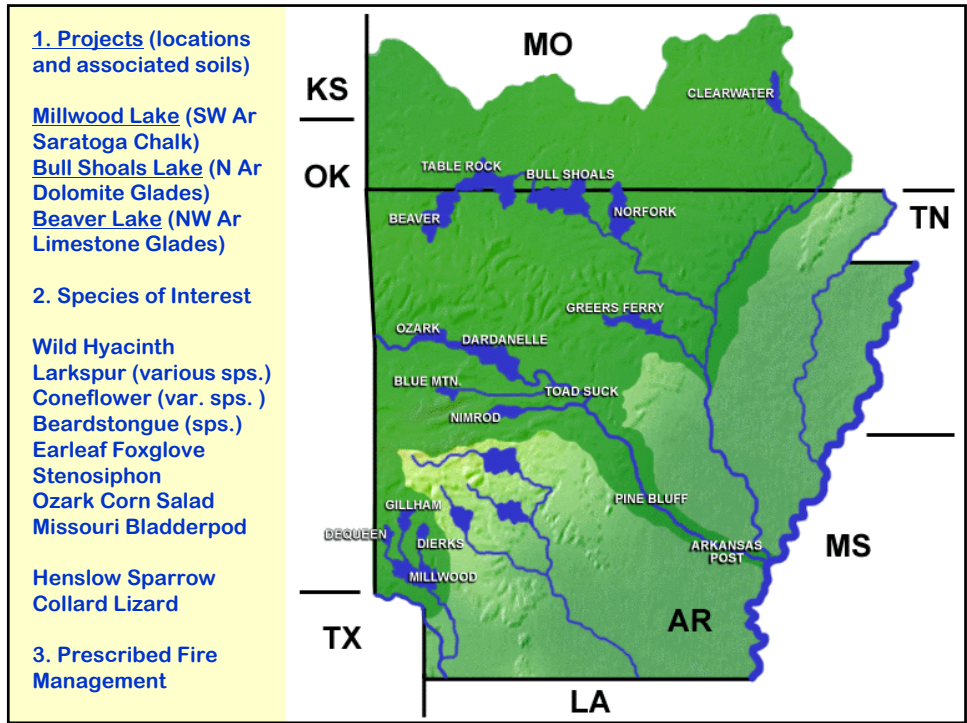 1. Projects (locations
and associated soils)
Millwood Lake (SW Ar
Saratoga Chalk)
Bull Shoals Lake (N Ar
Dolomite Glades)
Beaver Lake (NW Ar
Limestone Glades)
2. Species of Interest
Wild Hyacinth
Larkspur (various sps.)
Coneflower (var. sps. )
Beardstongue (sps.)
Earleaf Foxglove
Stenosiphon
Ozark Corn Salad
Missouri Bladderpod
Henslow Sparrow
Collard Lizard
3. Prescribed Fire
Management
MO
KS
CLEARWATER
OK
TABLE ROCK
BULL SHOALS
BEAVER
NORFORK
TN
GREERS FERRY
OZARK
DARDANELLE
BLUE MTN.
TOAD SUCK
NIMROD
PINE BLUFF
GILLHAM
DEQUEEN
DIERKS
ARKANSAS
POST
MS
MILLWOOD
AR
TX
LA